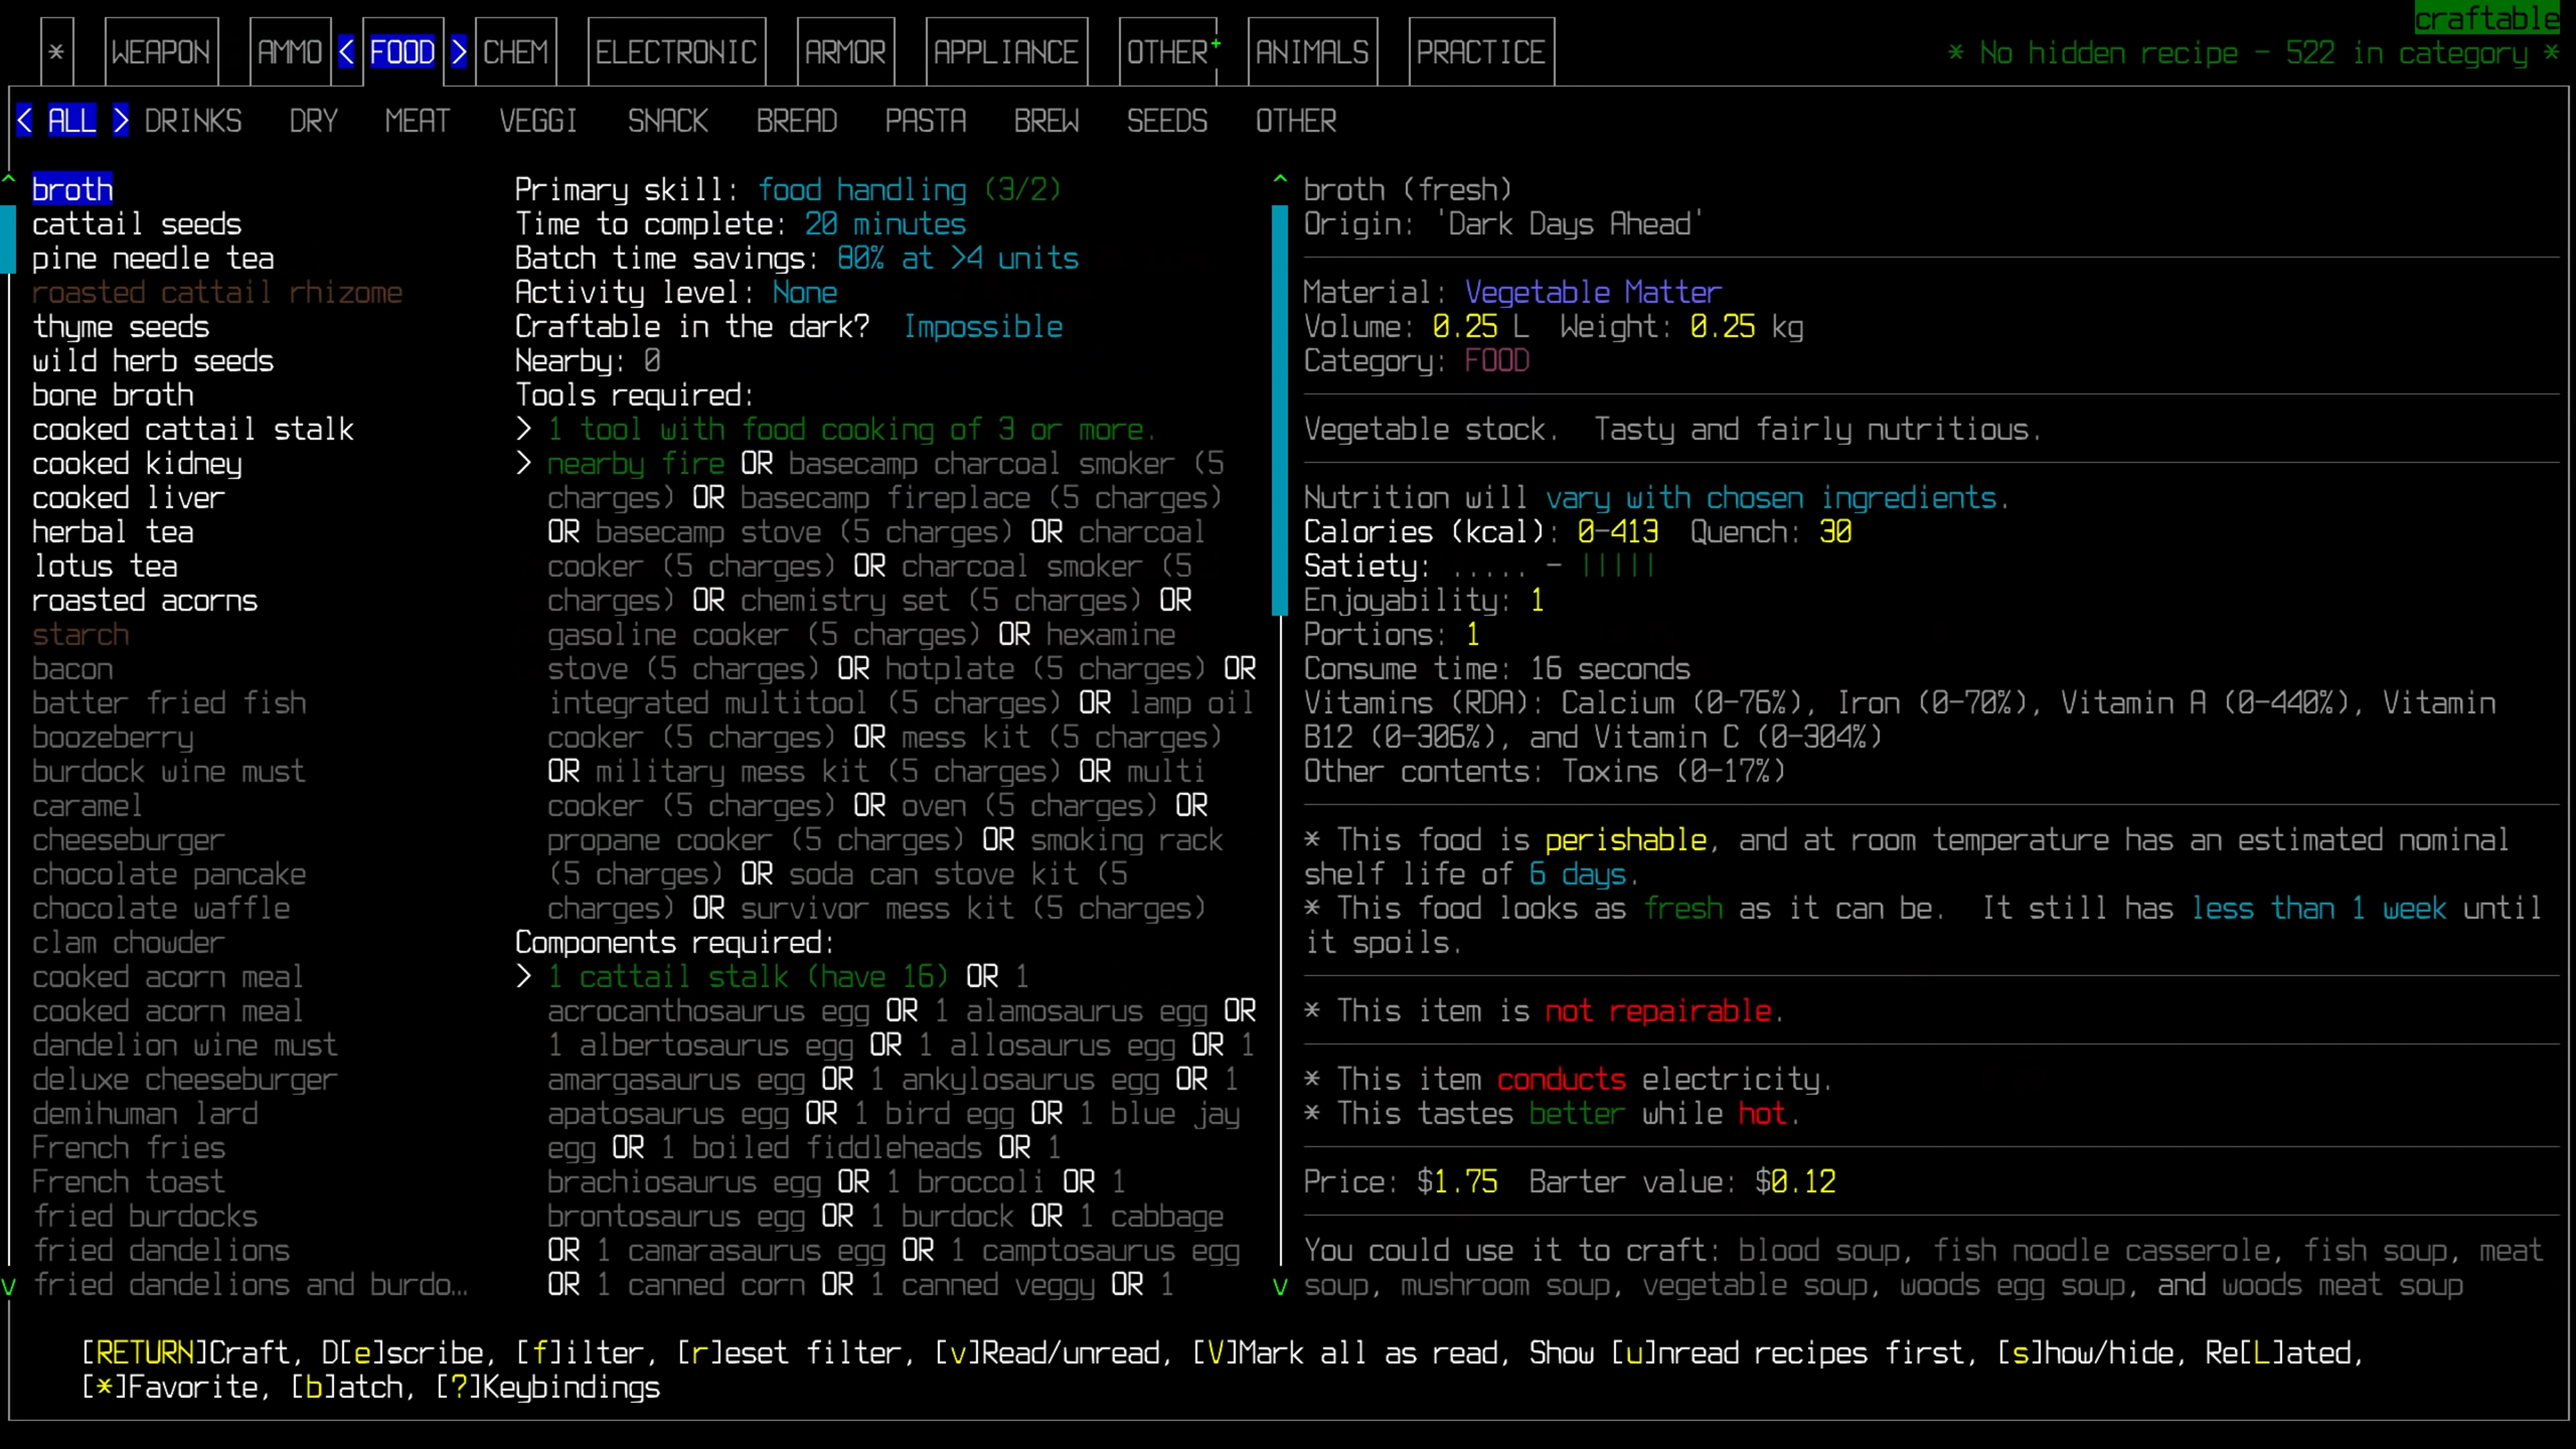 craftable
* WEAPON AMMO < FOOD > CHEM ELECTRONIC ARMOR APPLIANCE OTHER+ ANIMALS PRACTICE
* No hidden recipe - 522 in category *
< ALL > DRINKS DRY MEAT VEGGI SNACK BREAD PASTA BREW SEEDS OTHER
^
broth
cattail seeds
pine needle tea
roasted cattail rhizome
thyme seeds
wild herb seeds
bone broth
cooked cattail stalk
cooked kidney
cooked liver
herbal tea
lotus tea
roasted acorns
starch
bacon
batter fried fish
boozeberry
burdock wine must
caramel
cheeseburger
chocolate pancake
chocolate waffle
clam chowder
cooked acorn meal
cooked acorn meal
dandelion wine must
deluxe cheeseburger
demihuman lard
French fries
French toast
fried burdocks
fried dandelions
v fried dandelions and burdo…
Primary skill: food handling (3/2)
Time to complete: 20 minutes
Batch time savings: 80% at >4 units
Activity level: None
Craftable in the dark? Impossible
Nearby: 0
Tools required:
> 1 tool with food cooking of 3 or more.
> nearby fire OR basecamp charcoal smoker (5
charges) OR basecamp fireplace (5 charges)
OR basecamp stove (5 charges) OR charcoal
cooker (5 charges) OR charcoal smoker (5
charges) OR chemistry set (5 charges) OR
gasoline cooker (5 charges) OR hexamine
stove (5 charges) OR hotplate (5 charges) OR
integrated multitool (5 charges) OR lamp oil
cooker (5 charges) OR mess kit (5 charges)
OR military mess kit (5 charges) OR multi
cooker (5 charges) OR oven (5 charges) OR
propane cooker (5 charges) OR smoking rack
(5 charges) OR soda can stove kit (5
charges) OR survivor mess kit (5 charges)
Components required:
> 1 cattail stalk (have 16) OR 1
acrocanthosaurus egg OR 1 alamosaurus egg OR
1 albertosaurus egg OR 1 allosaurus egg OR 1
amargasaurus egg OR 1 ankylosaurus egg OR 1
apatosaurus egg OR 1 bird egg OR 1 blue jay
egg OR 1 boiled fiddleheads OR 1
brachiosaurus egg OR 1 broccoli OR 1
brontosaurus egg OR 1 burdock OR 1 cabbage
OR 1 camarasaurus egg OR 1 camptosaurus egg
OR 1 canned corn OR 1 canned veggy OR 1
^
v
broth (fresh)
Origin: 'Dark Days Ahead'
Material: Vegetable Matter
Volume: 0.25 L Weight: 0.25 kg
Category: FOOD
Vegetable stock. Tasty and fairly nutritious.
Nutrition will vary with chosen ingredients.
Calories (kcal): 0-413 Quench: 30
Satiety: ..... - |||||
Enjoyability: 1
Portions: 1
Consume time: 16 seconds
Vitamins (RDA): Calcium (0-76%), Iron (0-70%), Vitamin A (0-440%), Vitamin
B12 (0-306%), and Vitamin C (0-304%)
Other contents: Toxins (0-17%)
* This food is perishable, and at room temperature has an estimated nominal
shelf life of 6 days.
* This food looks as fresh as it can be. It still has less than 1 week until
it spoils.
* This item is not repairable.
* This item conducts electricity.
* This tastes better while hot.
Price: $1.75 Barter value: $0.12
You could use it to craft: blood soup, fish noodle casserole, fish soup, meat
soup, mushroom soup, vegetable soup, woods egg soup, and woods meat soup
[RETURN]Craft, D[e]scribe, [f]ilter, [r]eset filter, [v]Read/unread, [V]Mark all as read, Show [u]nread recipes first, [s]how/hide, Re[L]ated,
[*]Favorite, [b]atch, [?]Keybindings